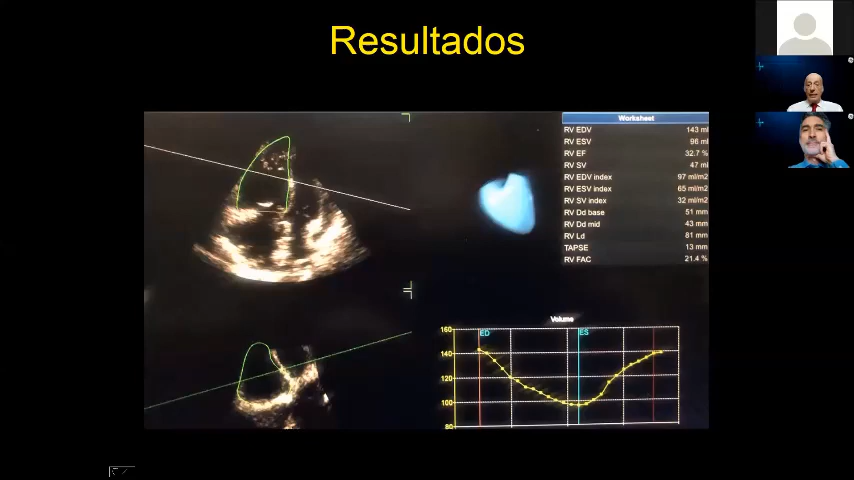 Resultados
Worksheet
RV EDV 143 ml
RV ESV 96 ml
RV EF 32.7 %
RV SV 47 ml
RV EDV index 97 ml/m2
RV ESV index 65 ml/m2
RV SV index 32 ml/m2
RV Dd base 51 mm
RV Dd mid 43 mm
RV Ld 81 mm
TAPSE 13 mm
RV FAC 21.4 %
Volume
ED ES
160
140
120
100
80